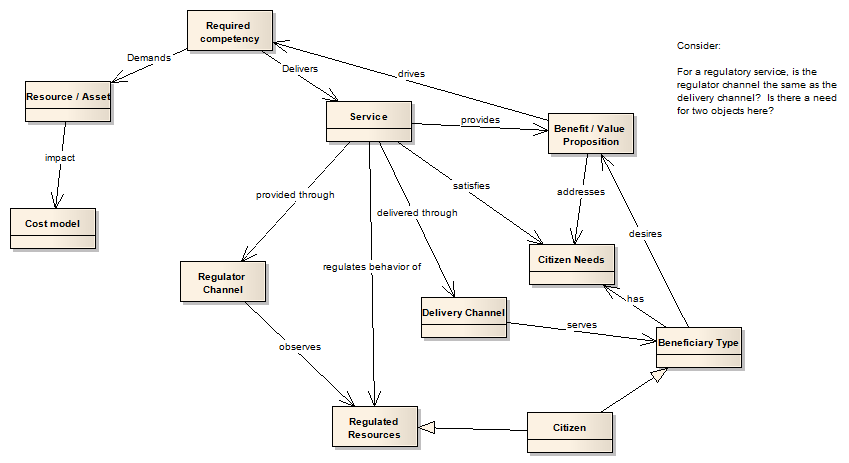 Required
competency
Consider:
Demands
Delivers
drives
For a regulatory service, is the
regulator channel the same as the
delivery channel?  Is there a need
for two objects here?
Resource / Asset
Service
provides
Benefit / Value
Proposition
impact
provided through
satisfies
addresses
delivered through
Cost model
desires
regulates behavior of
Citizen Needs
Regulator
Channel
has
Delivery Channel
serves
Beneficiary Type
observes
Regulated
Resources
Citizen